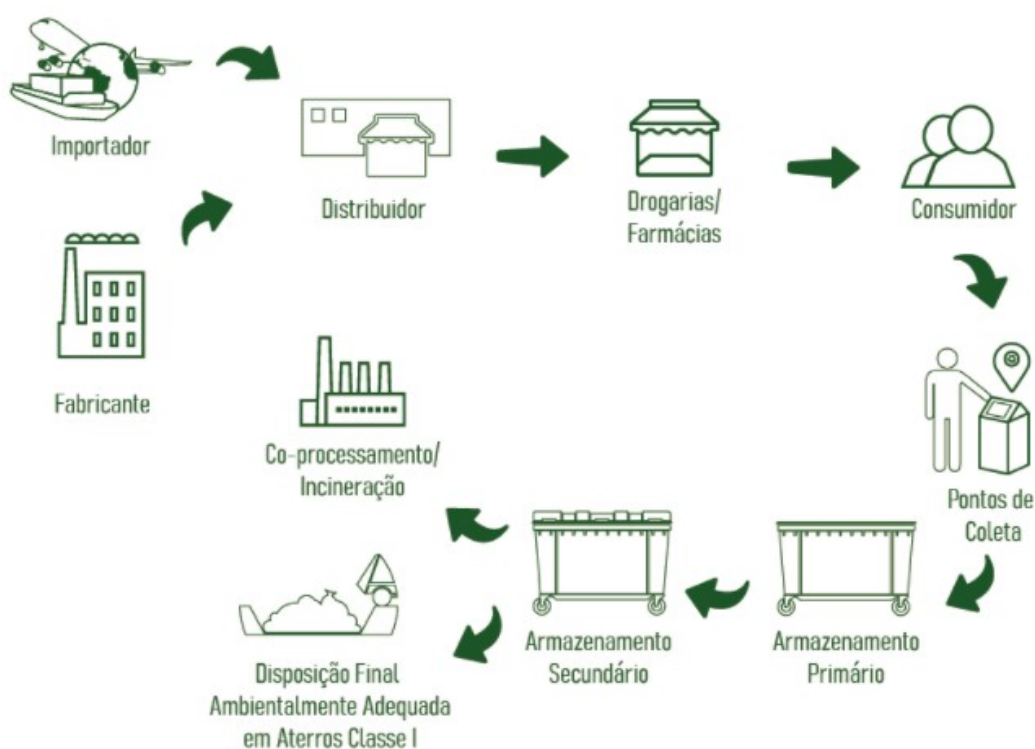 Importador
Distribuidor
Drogarias/
Farmácias
Consumidor
Fabricante
Co-processamento/
Incineração
Pontos de
Coleta
Armazenamento
Secundário
Armazenamento
Primário
Disposição Final
Ambientalmente Adequada
em Aterros Classe I